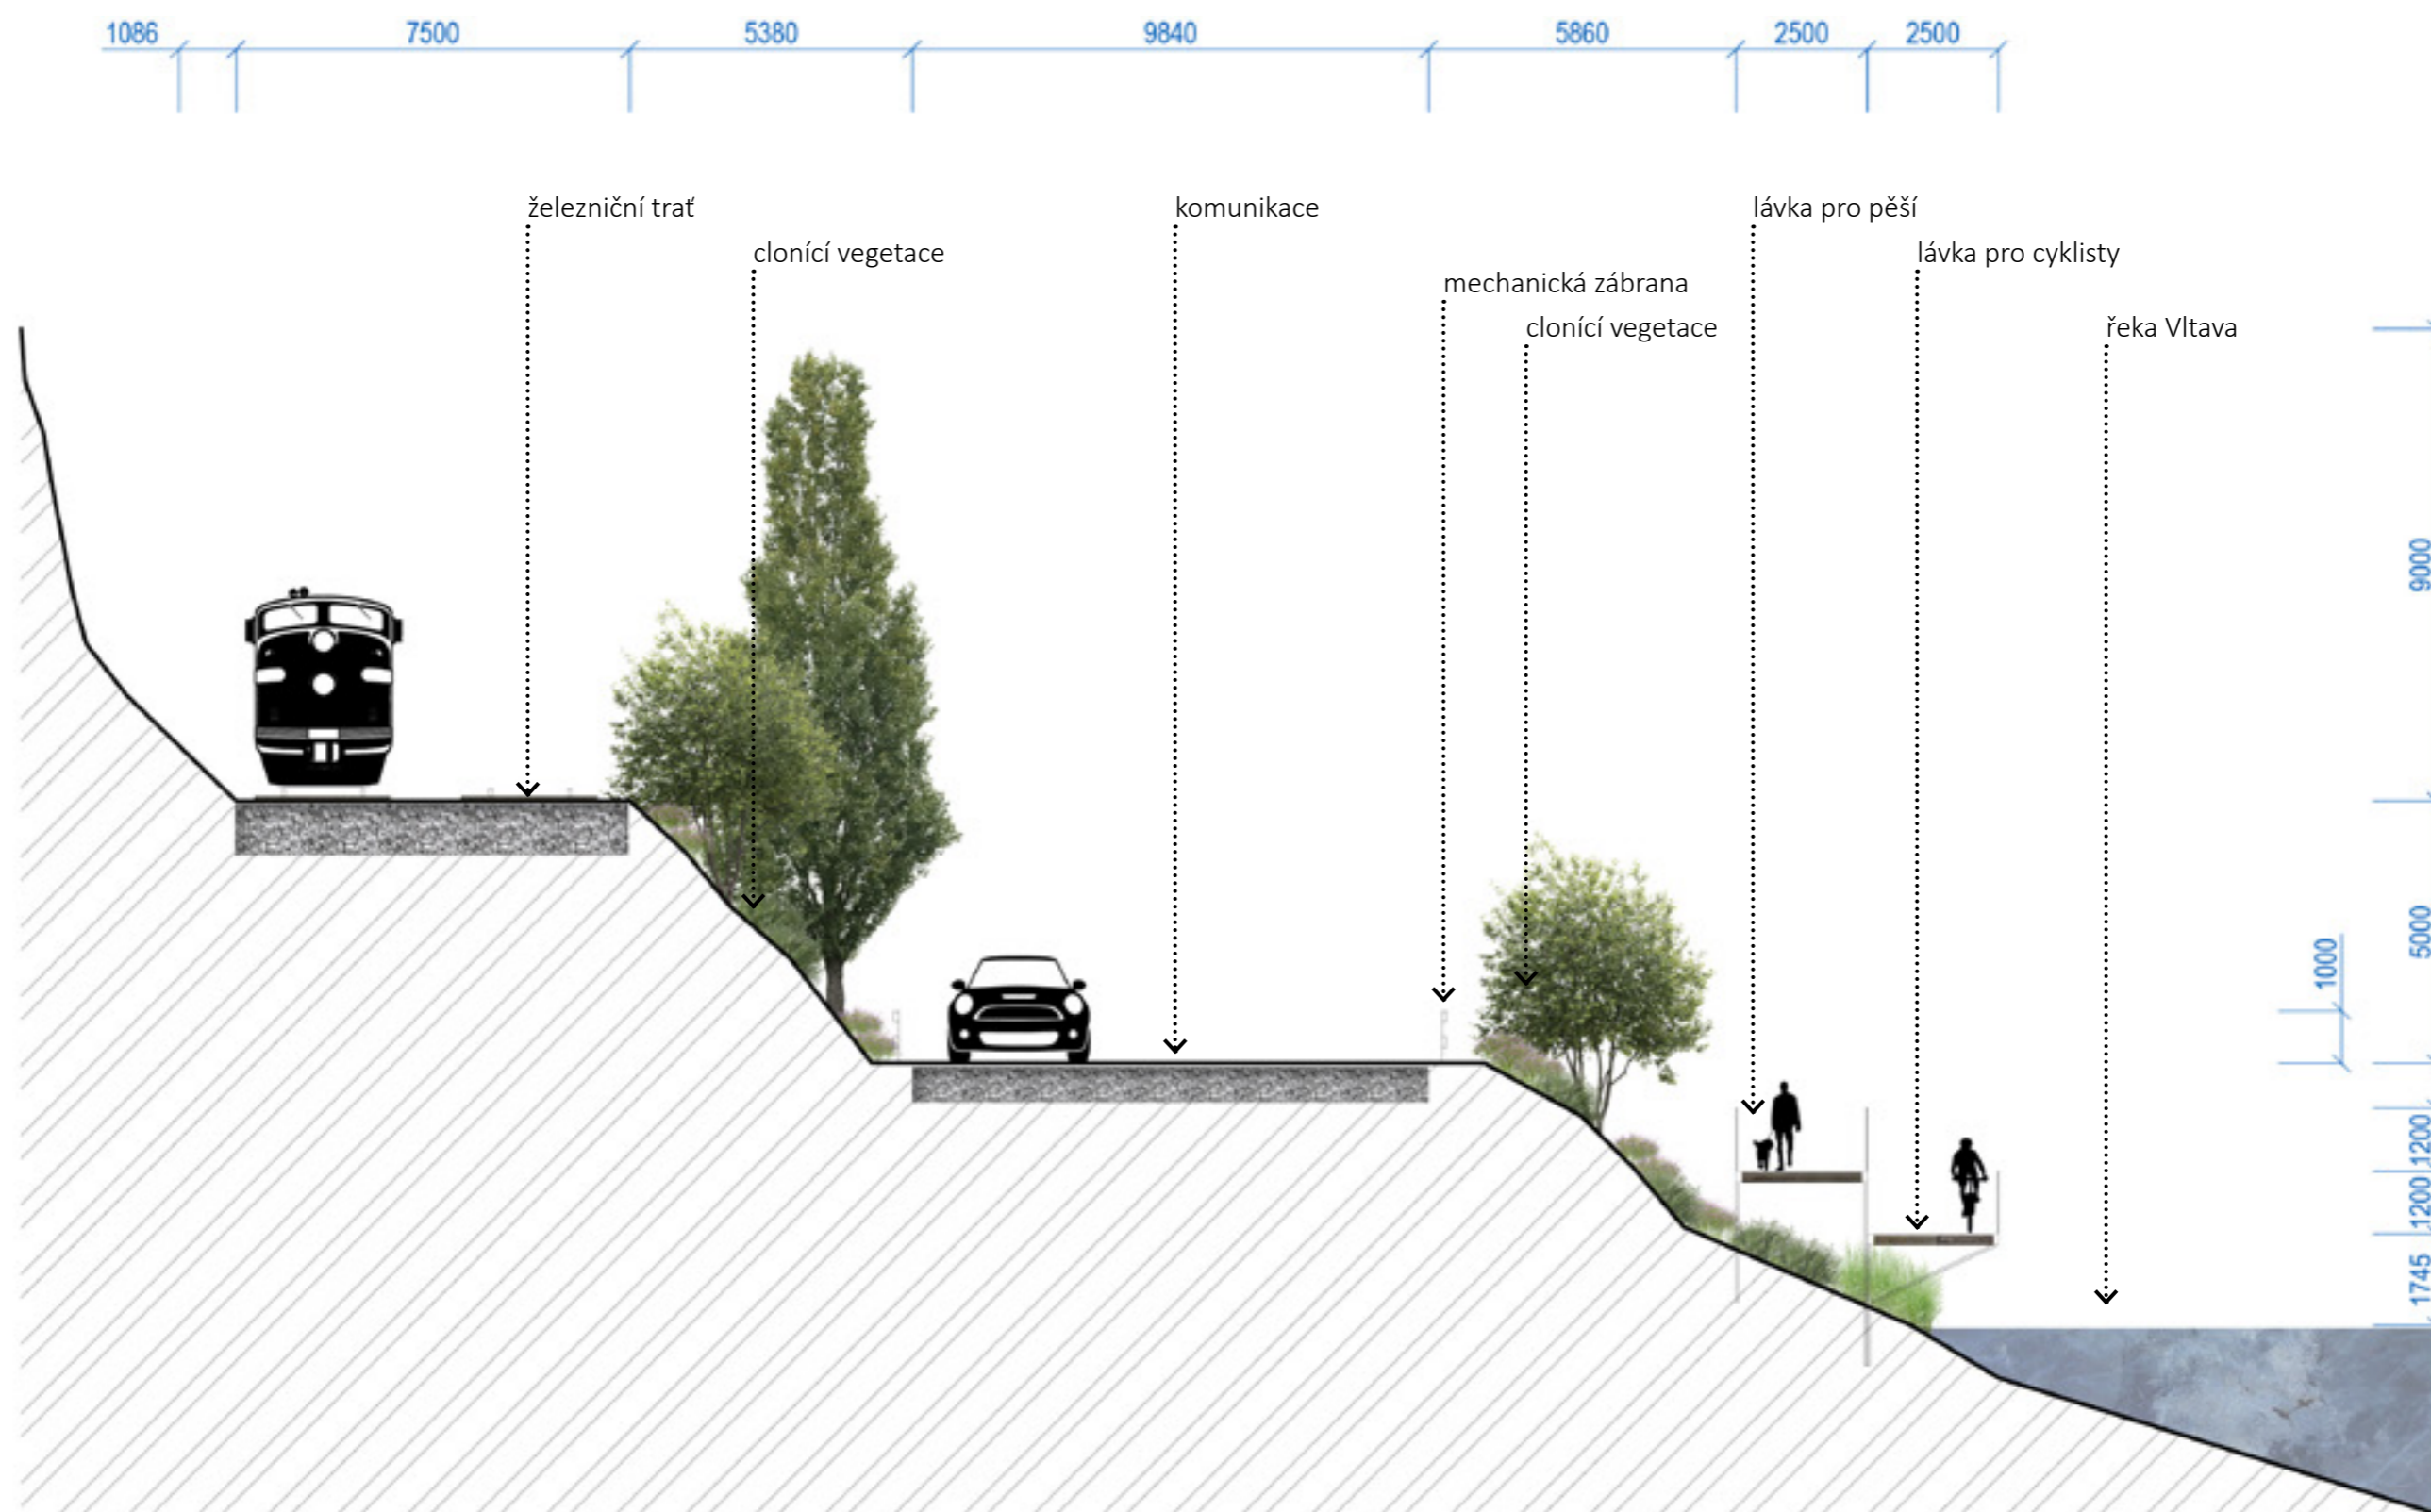 1086 7500 5380 9840 5860 2500 2500
železniční trať komunikace lávka pro pěší
clonící vegetace lávka pro cyklisty
mechanická zábrana
clonící vegetace řeka Vltava
9000
5000
1000
1200
1200
1745